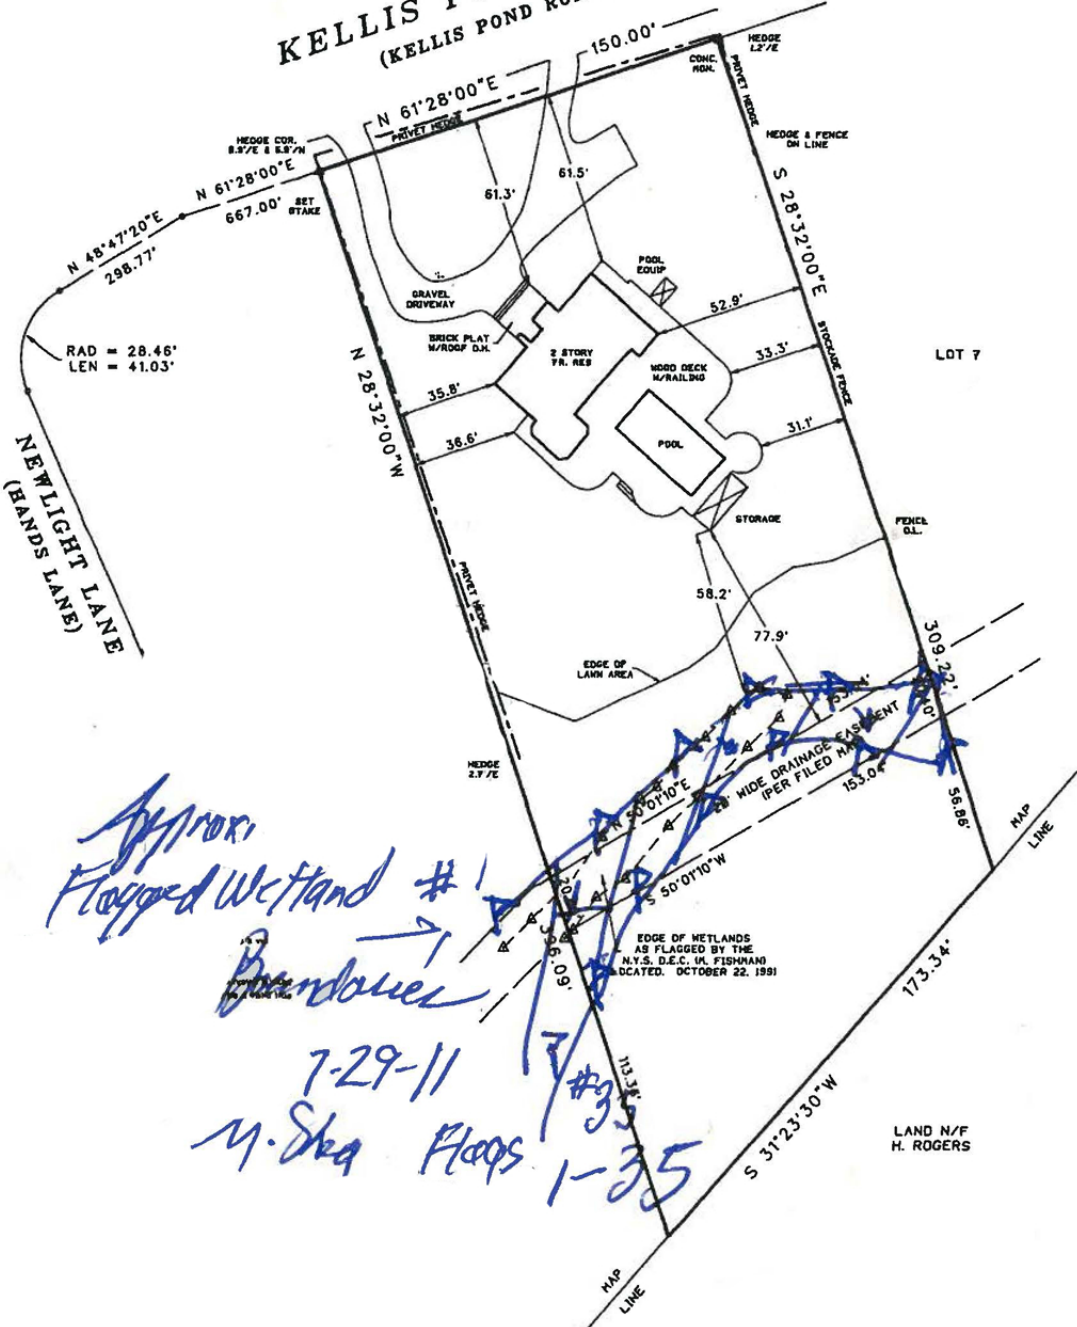 KELLIS
(KELLIS POND
150.00'
HEDGE
1.2'/E
CONC.
MON.
PRIVET HEDGE
HEDGE & FENCE
ON LINE
N 61°28'00"E
PRIVET HEDGE
HEDGE COR.
N 61°28'00"E
667.00'
SET
STAKE
N 48°47'20"E
298.77'
RAD = 28.46'
LEN = 41.03'
61.3'
61.5'
S 28°32'00"E
GRAVEL
DRIVEWAY
BRICK PLAT
W/ROOF O.H.
POOL
EQUIP
52.9'
2 STORY
FR. RES
WOOD DECK
W/RAILING
33.3'
STOCKADE FENCE
LOT 7
N 28°32'00"W
35.8'
36.6'
POOL
31.1'
STORAGE
FENCE
O.L.
NEWLIGHT LANE
(HANDS LANE)
PRIVET HEDGE
58.2'
77.9'
EDGE OF
LAWN AREA
309.22'
HEDGE
2.7'/E
N 50°01'10"E
20' WIDE DRAINAGE EASEMENT
(PER FILED MAP)
153.04'
56.86'
S 50°01'10"W
MAP
LINE
Approx.
Flagged Wetland #1
Boundaries
7-29-11
Flags 1-35
#35
EDGE OF WETLANDS
AS FLAGGED BY THE
N.Y.S. D.E.C. (M. FISHMAN)
LOCATED. OCTOBER 22, 1991
396.09'
113.38'
173.34'
S 31°23'30"W
LAND N/F
H. ROGERS
MAP
LINE